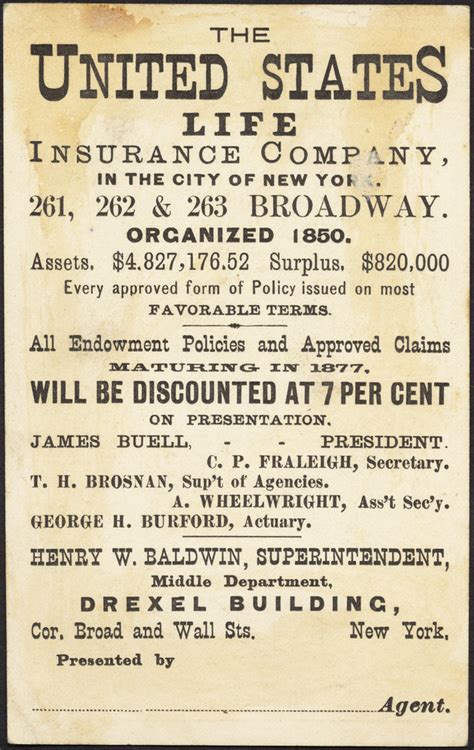 THE
UNITED STATES
LIFE
INSURANCE COMPANY,
IN THE CITY OF NEW YORK.
261, 262 & 263 BROADWAY.
ORGANIZED 1850.
Assets. $4.827,176.52 Surplus. $820,000
Every approved form of Policy issued on most
FAVORABLE TERMS.
All Endowment Policies and Approved Claims
MATURING IN 1877.
WILL BE DISCOUNTED AT 7 PER CENT
ON PRESENTATION.
JAMES BUELL, - - PRESIDENT.
C. P. FRALEIGH, Secretary.
T. H. BROSNAN, Sup't of Agencies.
A. WHEELWRIGHT, Ass't Sec'y.
GEORGE H. BURFORD, Actuary.
HENRY W. BALDWIN, SUPERINTENDENT,
Middle Department,
DREXEL BUILDING,
Cor. Broad and Wall Sts. New York.
Presented by
Agent.